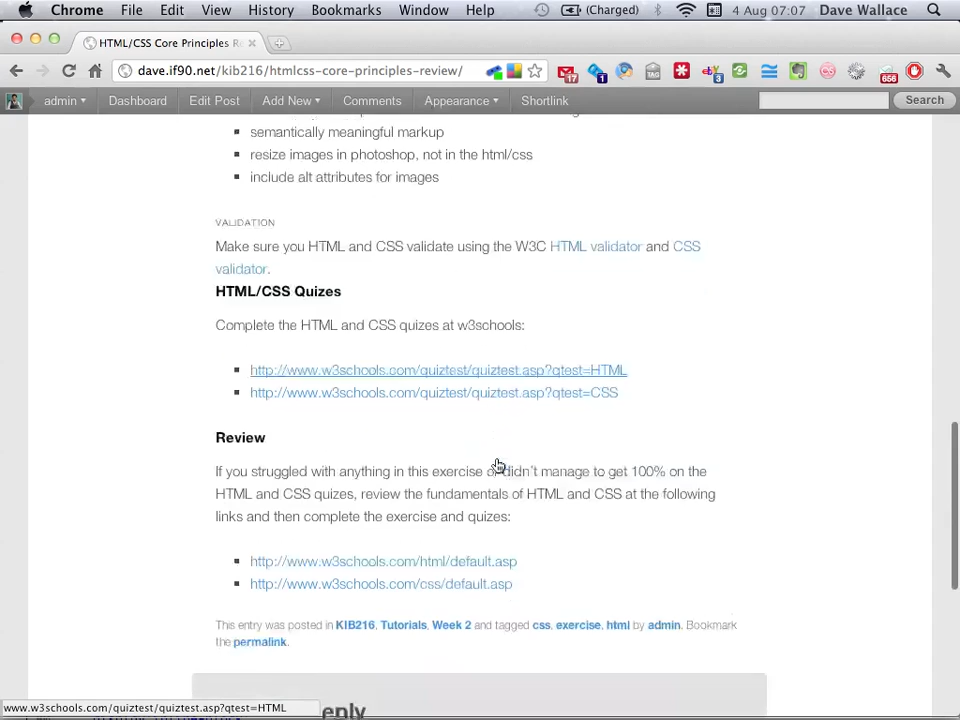 Chrome File Edit View History Bookmarks Window Help (Charged) 4 Aug 07:07 Dave Wallace
HTML/CSS Core Principles Re
dave.if90.net/kib216/htmlcss-core-principles-review/ 17 1 3 656
admin Dashboard Edit Post Add New Comments Appearance Shortlink Search
semantically meaningful markup
resize images in photoshop, not in the html/css
include alt attributes for images
VALIDATION
Make sure you HTML and CSS validate using the W3C HTML validator and CSS
validator.
HTML/CSS Quizes
Complete the HTML and CSS quizes at w3schools:
http://www.w3schools.com/quiztest/quiztest.asp?qtest=HTML
http://www.w3schools.com/quiztest/quiztest.asp?qtest=CSS
Review
If you struggled with anything in this exercise or didn't manage to get 100% on the
HTML and CSS quizes, review the fundamentals of HTML and CSS at the following
links and then complete the exercise and quizes:
http://www.w3schools.com/html/default.asp
http://www.w3schools.com/css/default.asp
This entry was posted in KIB216, Tutorials, Week 2 and tagged css, exercise, html by admin. Bookmark
the permalink.
www.w3schools.com/quiztest/quiztest.asp?qtest=HTML
eply